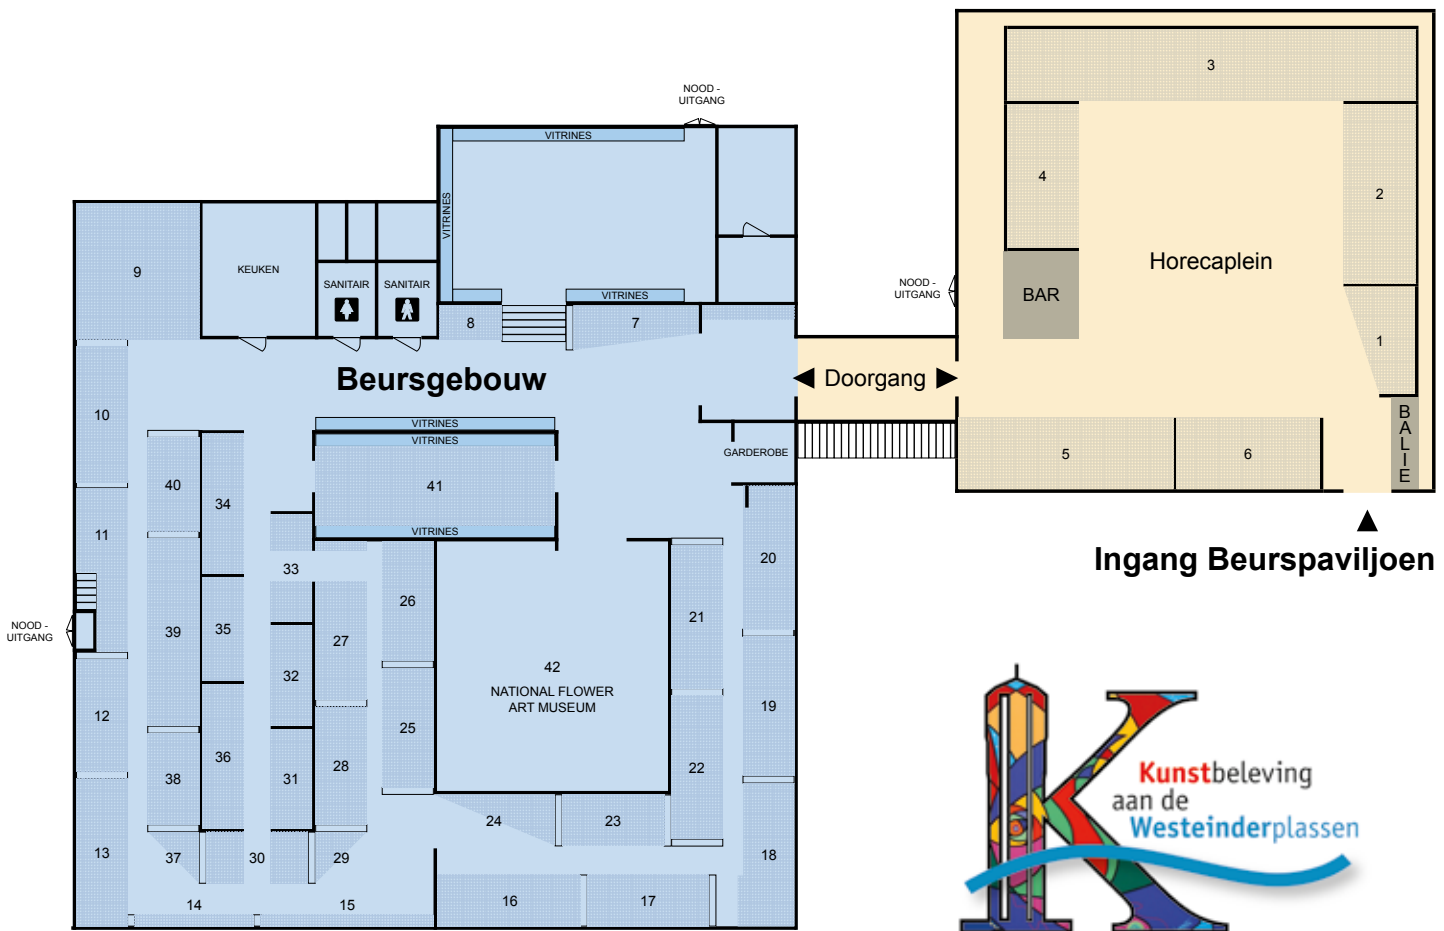 NOOD -
UITGANG
VITRINES
VITRINES
VITRINES
9
KEUKEN
SANITAIR
SANITAIR
8
7
Beursgebouw
◄ Doorgang ►
3
4
2
NOOD -
UITGANG
BAR
Horecaplein
1
BALIE
5
6
Ingang Beurspaviljoen
10
VITRINES
VITRINES
41
VITRINES
GARDEROBE
40
34
11
33
20
26
21
NOOD -
UITGANG
39
35
27
42
NATIONAL FLOWER
ART MUSEUM
32
12
19
25
36
38
31
28
22
24
23
13
37
30
29
18
14
15
16
17
Kunstbeleving
aan de
Westeinderplassen